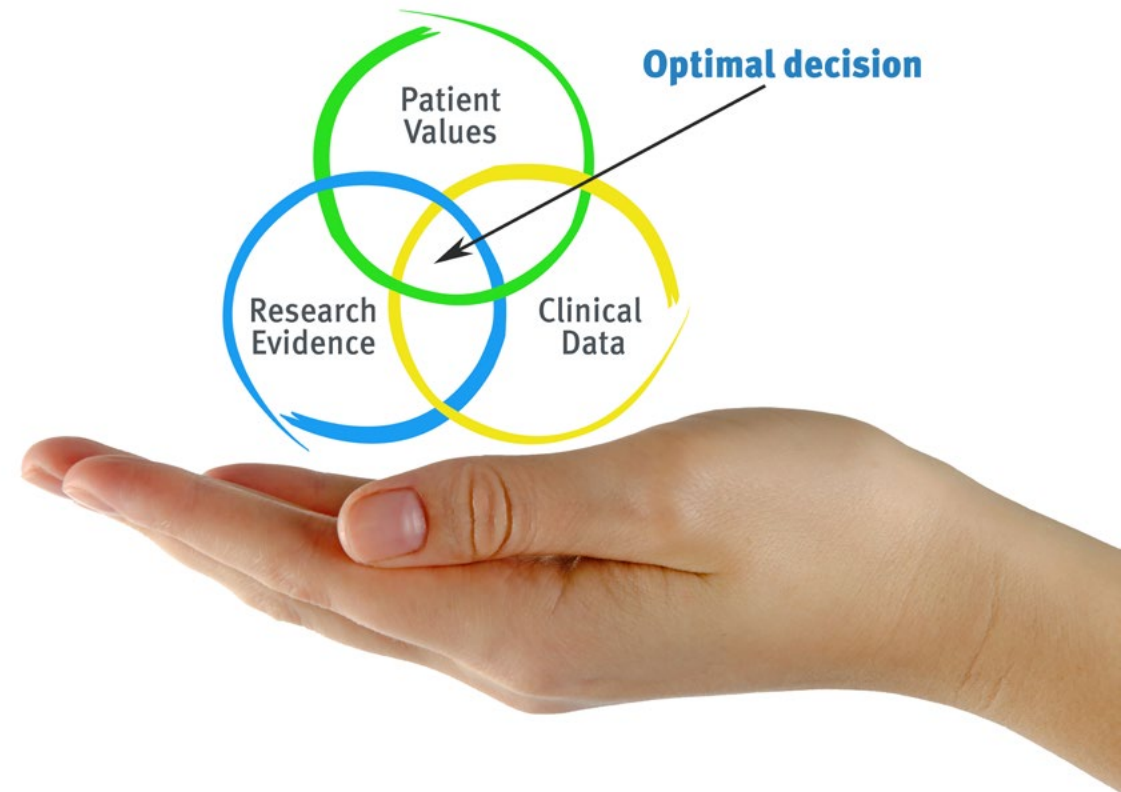 Optimal decision
Patient
Values
Research
Evidence
Clinical
Data